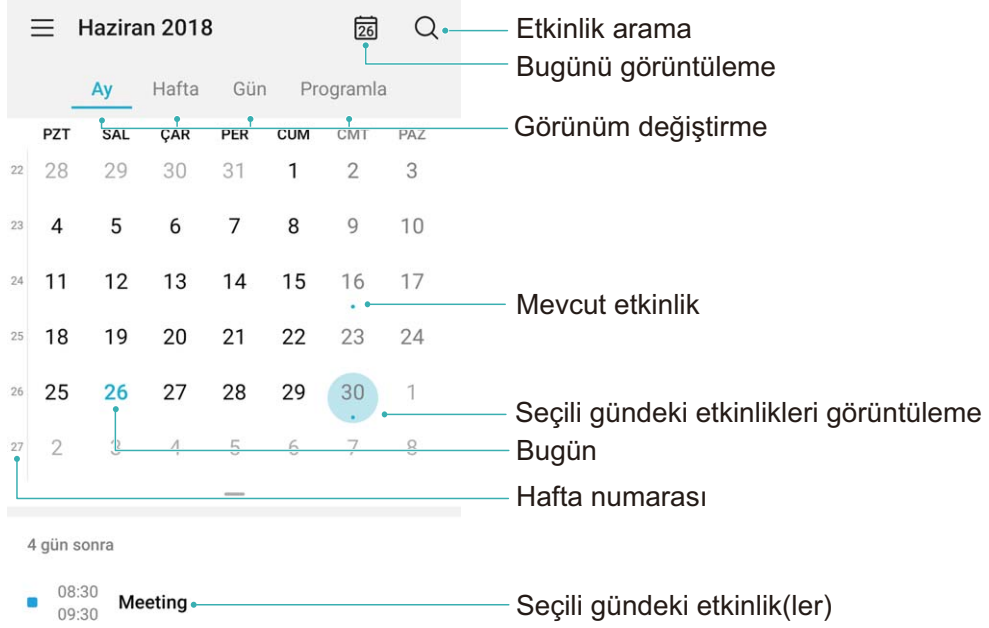 Haziran 2018 26 Etkinlik arama
Bugünü görüntüleme
Ay Hafta Gün Programla
Görünüm değiştirme
PZT SAL ÇAR PER CUM CMT PAZ
22 28 29 30 31 1 2 3
23 4 5 6 7 8 9 10
24 11 12 13 14 15 16 17
Mevcut etkinlik
25 18 19 20 21 22 23 24
26 25 26 27 28 29 30 1
Seçili gündeki etkinlikleri görüntüleme
27 2 3 4 5 6 7 8
Bugün
Hafta numarası
4 gün sonra
08:30
Meeting
09:30
Seçili gündeki etkinlik(ler)